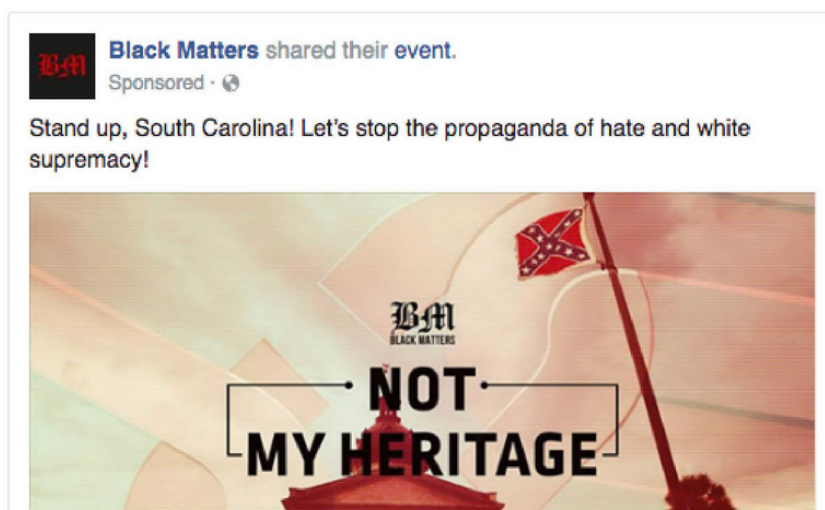 BM
Black Matters shared their event.
Sponsored ·
Stand up, South Carolina! Let's stop the propaganda of hate and white
supremacy!
BM
BLACK MATTERS
NOT
MY HERITAGE